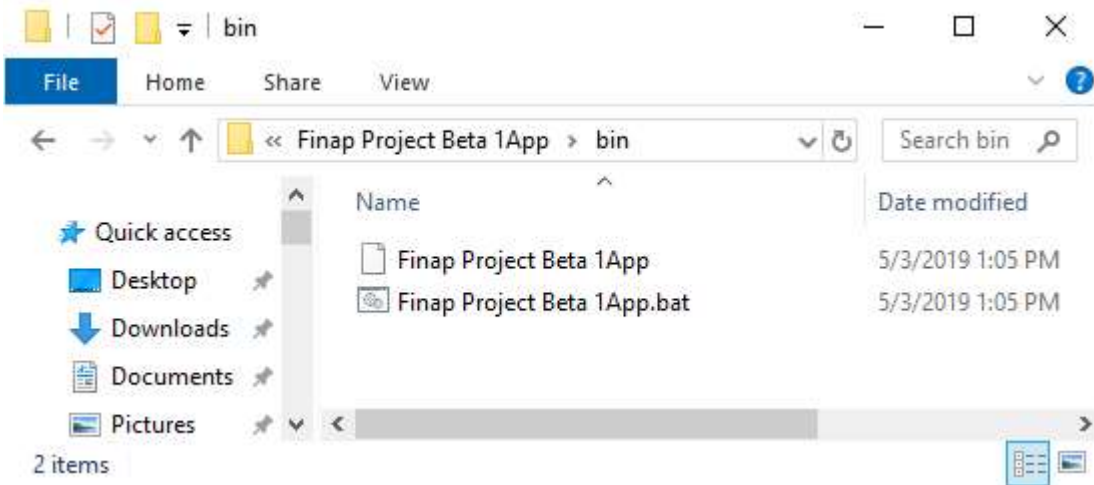 bin
File Home Share View
« Finap Project Beta 1App > bin Search bin
Name Date modified
Quick access
Desktop
Downloads
Documents
Pictures
Finap Project Beta 1App 5/3/2019 1:05 PM
Finap Project Beta 1App.bat 5/3/2019 1:05 PM
2 items